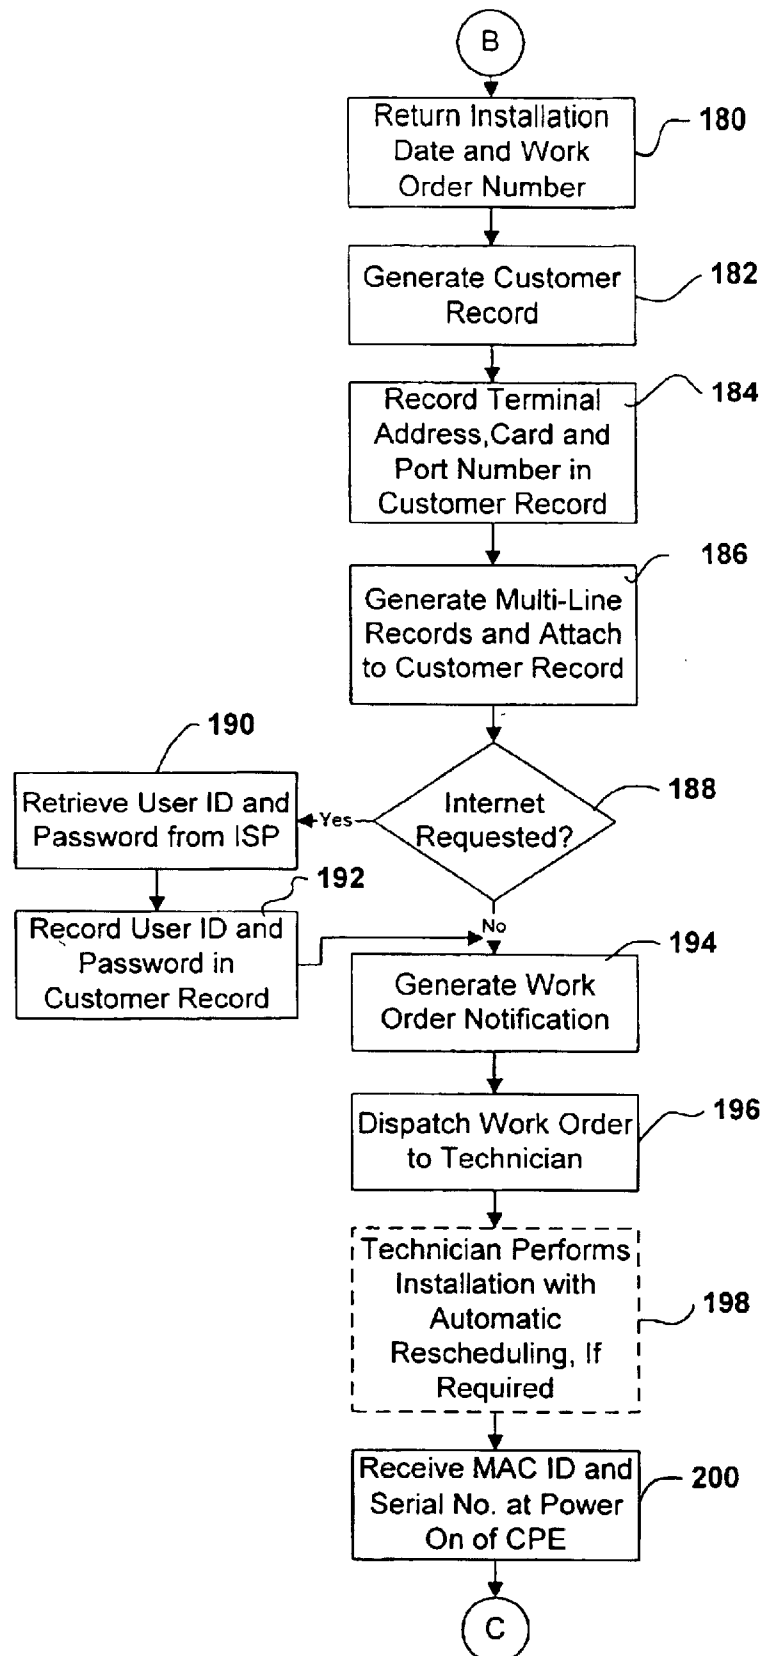 B
Return Installation
Date and Work
Order Number
180
Generate Customer
Record
182
Record Terminal
Address,Card and
Port Number in
Customer Record
184
Generate Multi-Line
Records and Attach
to Customer Record
186
Internet
Requested?
188
Yes
190
Retrieve User ID and
Password from ISP
192
Record User ID and
Password in
Customer Record
No
Generate Work
Order Notification
194
Dispatch Work Order
to Technician
196
Technician Performs
Installation with
Automatic
Rescheduling, If
Required
198
Receive MAC ID and
Serial No. at Power
On of CPE
200
C